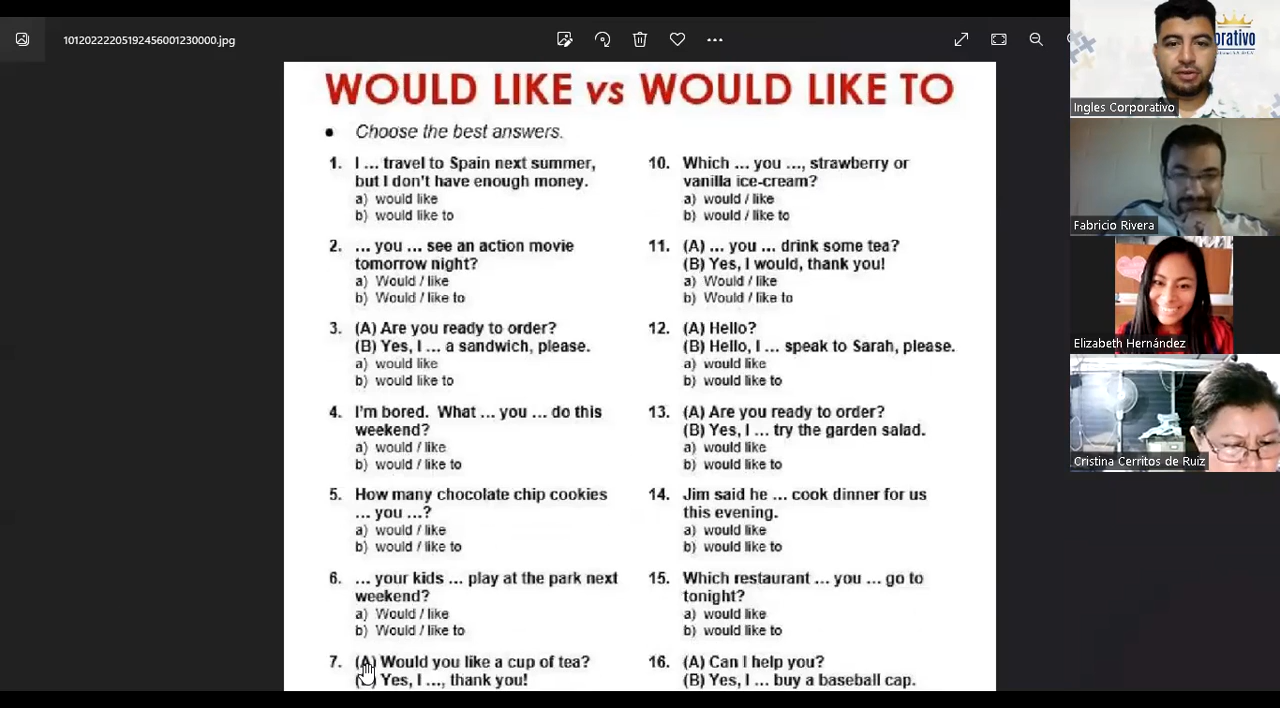 10120222205192456001230000.jpg
WOULD LIKE vs WOULD LIKE TO
• Choose the best answers.
1. I ... travel to Spain next summer,
but I don't have enough money.
a) would like
b) would like to
2. ... you ... see an action movie
tomorrow night?
a) Would / like
b) Would / like to
3. (A) Are you ready to order?
(B) Yes, I ... a sandwich, please.
a) would like
b) would like to
4. I'm bored. What ... you ... do this
weekend?
a) would / like
b) would / like to
5. How many chocolate chip cookies
... you ...?
a) would / like
b) would / like to
6. ... your kids ... play at the park next
weekend?
a) Would / like
b) Would / like to
7. (A) Would you like a cup of tea?
Yes, I ..., thank you!
10. Which ... you ..., strawberry or
vanilla ice-cream?
a) would / like
b) would / like to
11. (A) ... you ... drink some tea?
(B) Yes, I would, thank you!
a) Would / like
b) Would / like to
12. (A) Hello?
(B) Hello, I ... speak to Sarah, please.
a) would like
b) would like to
13. (A) Are you ready to order?
(B) Yes, I ... try the garden salad.
a) would like
b) would like to
14. Jim said he ... cook dinner for us
this evening.
a) would like
b) would like to
15. Which restaurant ... you ... go to
tonight?
a) would like
b) would like to
16. (A) Can I help you?
(B) Yes, I ... buy a baseball cap.
orativo
Ingles Corporativo
Fabricio Rivera
Elizabeth Hernández
Cristina Cerritos de Ruiz